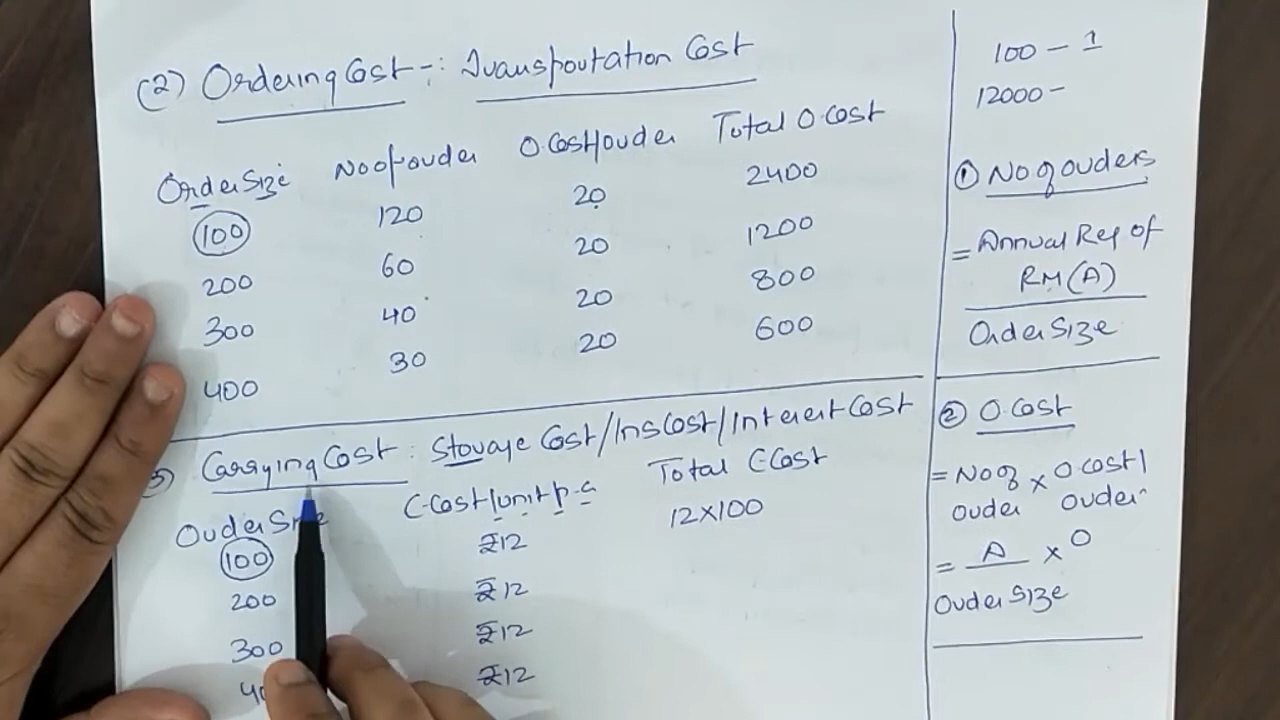 (2) Ordering Cost -: Transportation Cost
Order Size No of order O.Cost/order Total O.Cost
100 120 20 2400
200 60 20 1200
300 40 20 800
400 30 20 600
3) Carrying Cost : Storage Cost/Ins Cost/Interest Cost
Order Size C-Cost/unit p.a Total C.Cost
100 ₹12 12×100
200 ₹12
300 ₹12
₹12
100 - 1
12000 -
① No of orders
= Annual Req of
RM (A)
Order Size
② O.Cost
= No of × O cost/
order order
= A × O
Order Size